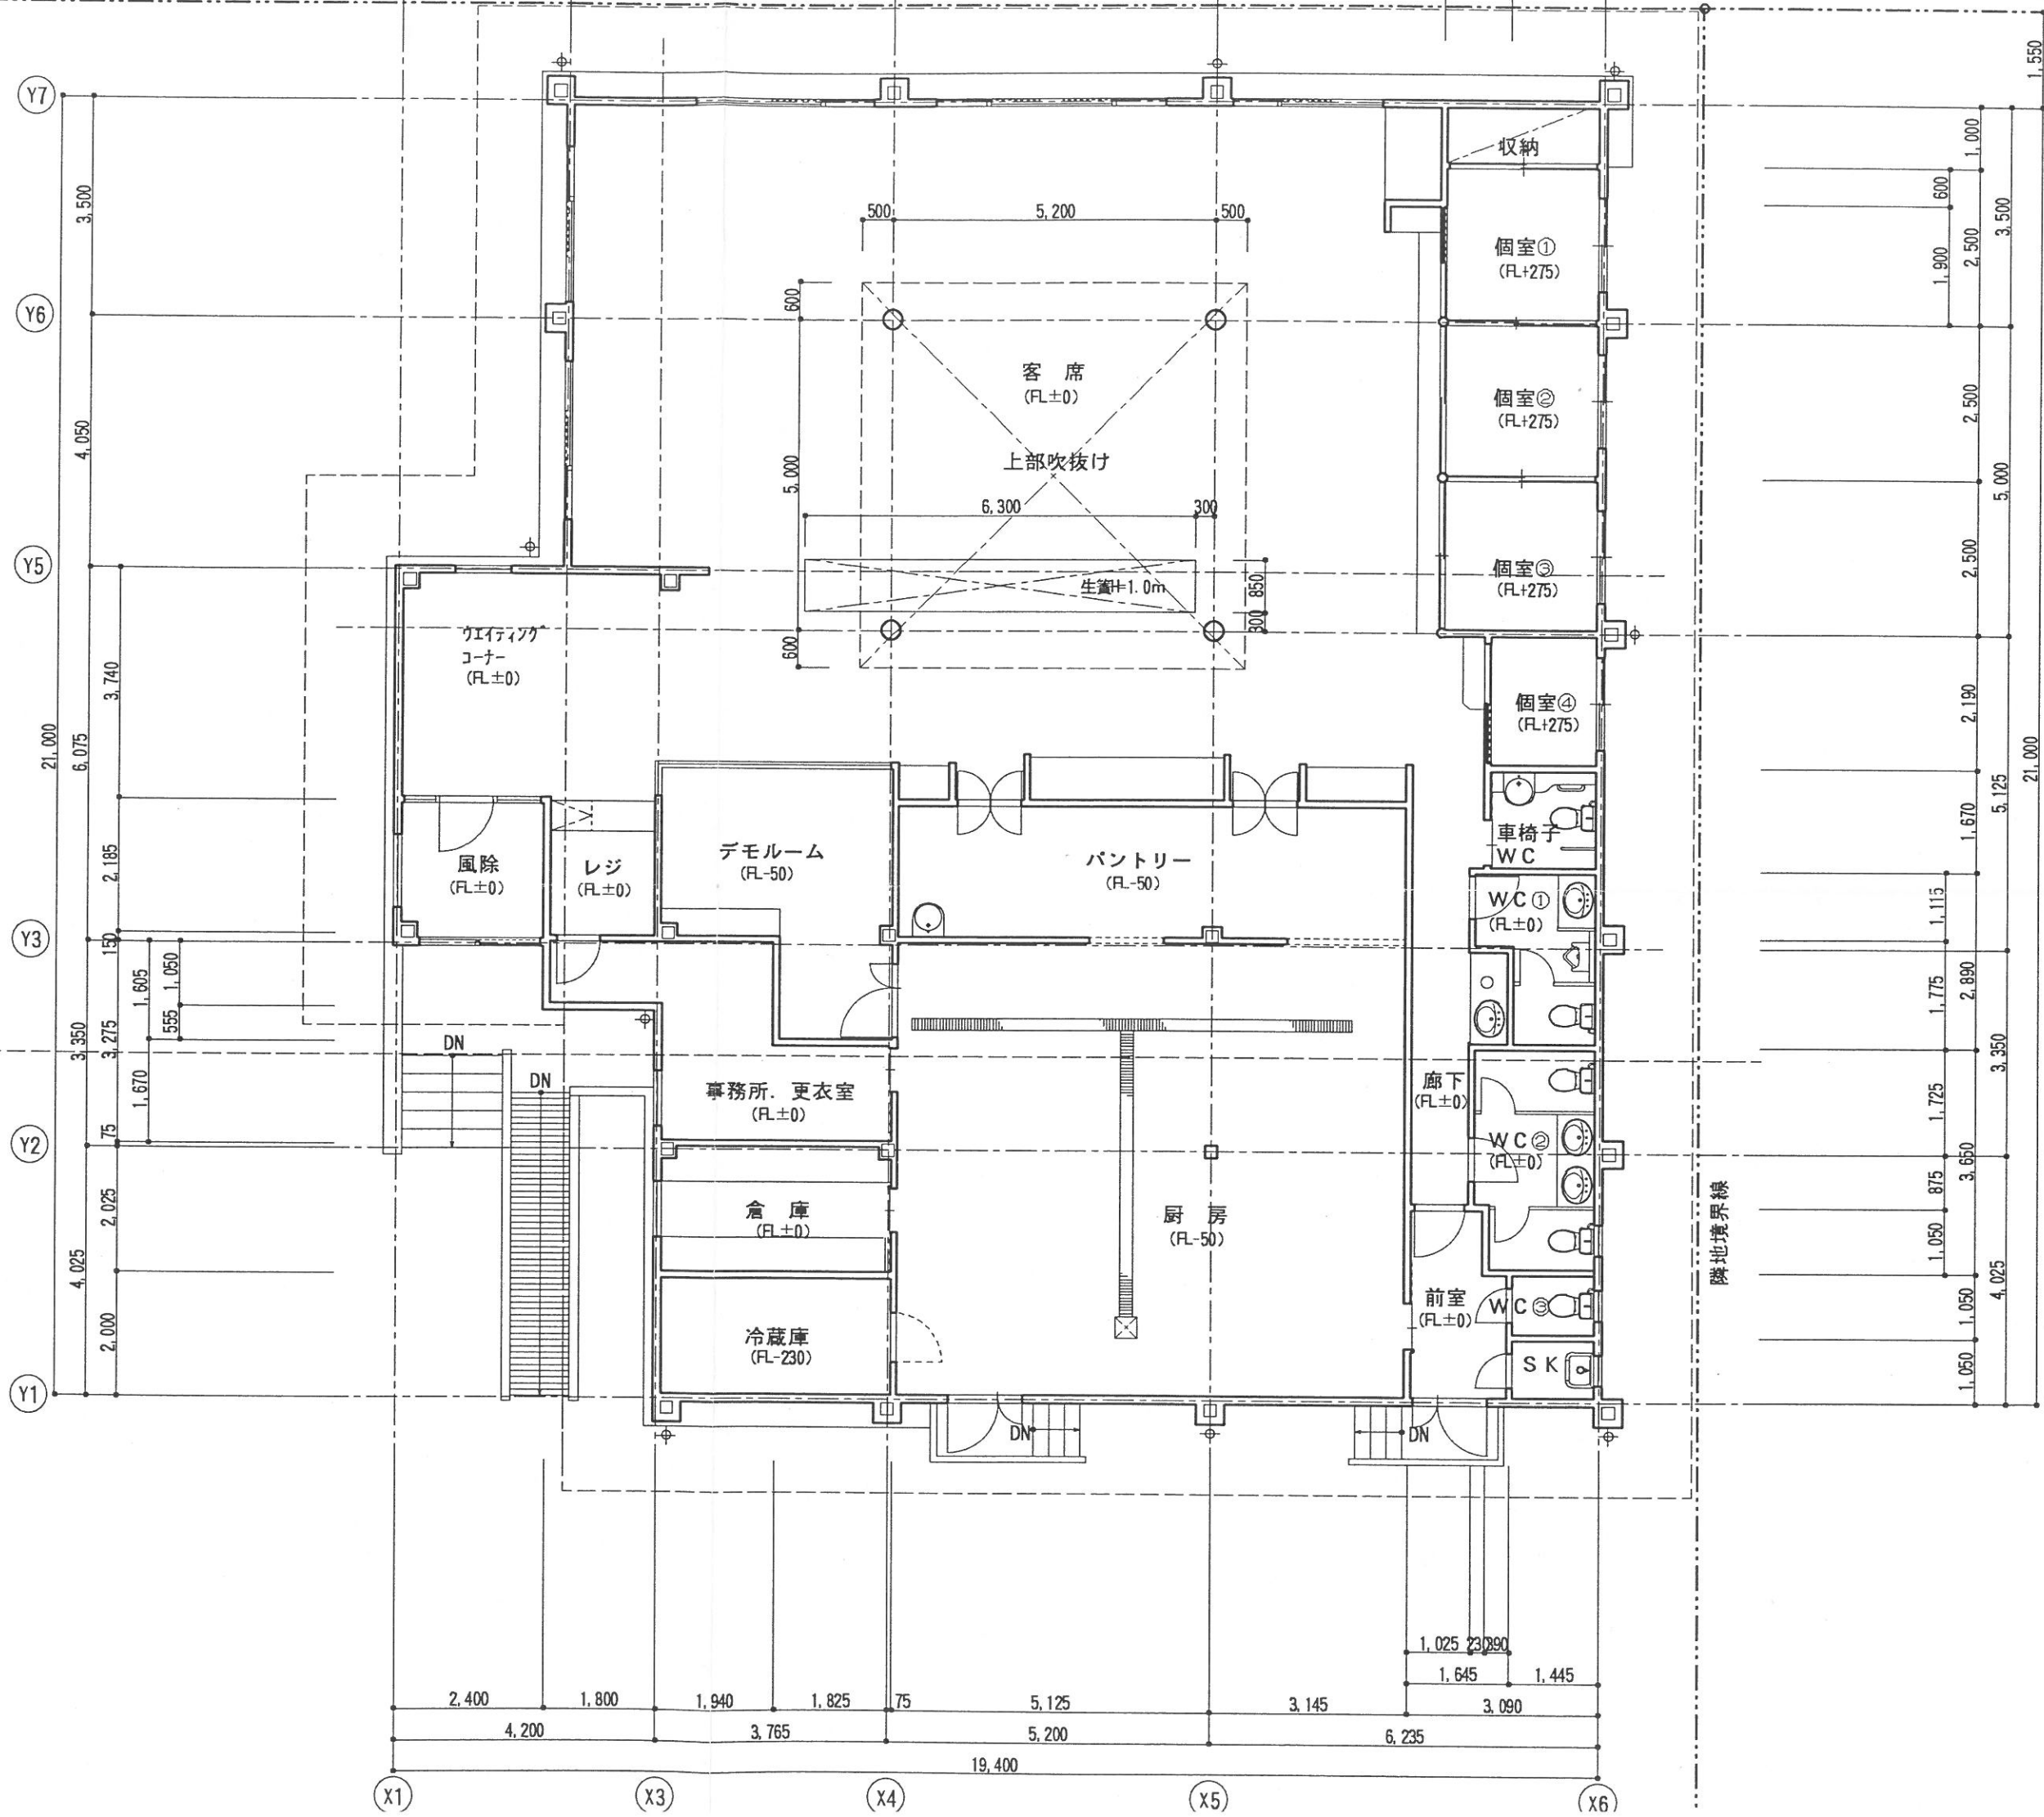 1,550
Y7
収納
1,000
3,500
600
3,500
500
5,200
500
個室①
(FL+275)
2,500
1,900
600
Y6
客 席
(FL±0)
個室②
(FL+275)
2,500
4,050
上部吹抜け
5,000
5,000
6,300
300
Y5
生簀H=1.0m
850
個室③
(FL+275)
2,500
300
ウエイティング
コーナー
(FL±0)
600
3,740
個室④
(FL+275)
2,190
21,000
6,075
21,000
5,125
車椅子
WC
1,670
風除
(FL±0)
レジ
(FL±0)
デモルーム
(FL-50)
パントリー
(FL-50)
2,185
WC①
(FL±0)
1,115
Y3
150
1,605
1,050
555
1,775
2,890
3,350
3,275
3,350
DN
DN
1,670
事務所．更衣室
(FL±0)
廊下
(FL±0)
1,725
Y2
75
WC②
(FL±0)
875
3,650
隣地境界線
2,025
倉 庫
(FL±0)
厨 房
(FL-50)
1,050
4,025
4,025
前室
(FL±0)
WC③
1,050
2,000
冷蔵庫
(FL-230)
SK
1,050
Y1
DN
DN
1,025
230
390
1,645
1,445
2,400
1,800
1,940
1,825
75
5,125
3,145
3,090
4,200
3,765
5,200
6,235
19,400
X1
X3
X4
X5
X6